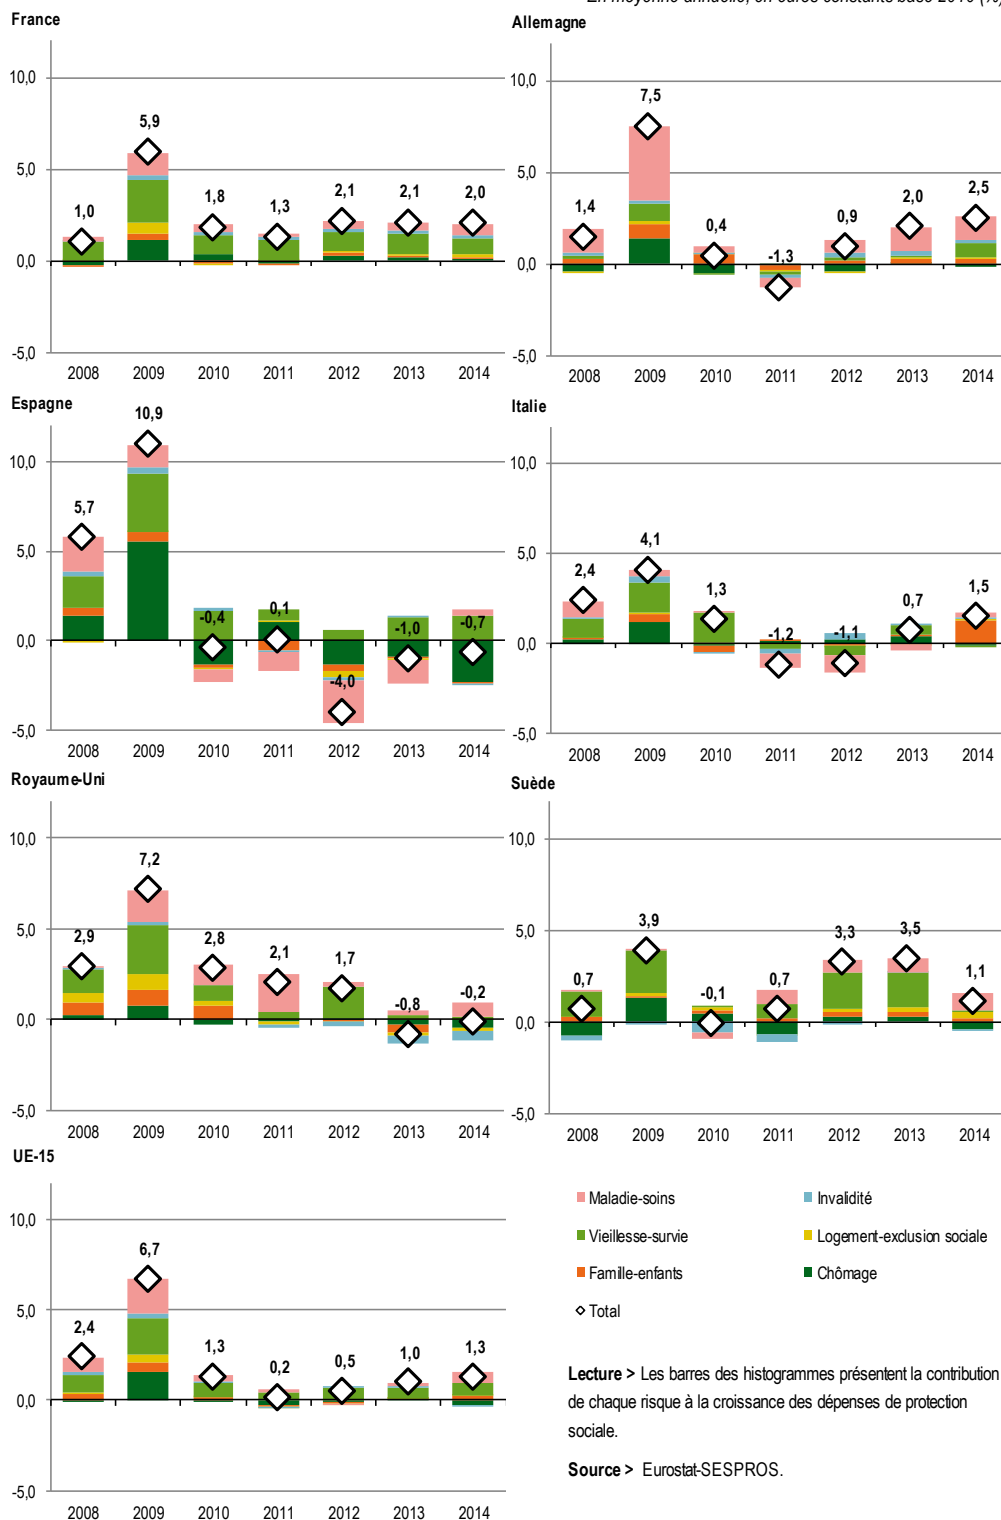 En moyenne annuelle, en euros constants base 2010 (%)
France
10,0
5,0
0,0
-5,0
1,0
5,9
1,8
1,3
2,1
2,1
2,0
2008 2009 2010 2011 2012 2013 2014
Allemagne
10,0
5,0
0,0
-5,0
1,4
7,5
0,4
-1,3
0,9
2,0
2,5
2008 2009 2010 2011 2012 2013 2014
Espagne
10,0
5,0
0,0
-5,0
5,7
10,9
-0,4
0,1
-4,0
-1,0
-0,7
2008 2009 2010 2011 2012 2013 2014
Italie
10,0
5,0
0,0
-5,0
2,4
4,1
1,3
-1,2
-1,1
0,7
1,5
2008 2009 2010 2011 2012 2013 2014
Royaume-Uni
10,0
5,0
0,0
-5,0
2,9
7,2
2,8
2,1
1,7
-0,8
-0,2
2008 2009 2010 2011 2012 2013 2014
Suède
10,0
5,0
0,0
-5,0
0,7
3,9
-0,1
0,7
3,3
3,5
1,1
2008 2009 2010 2011 2012 2013 2014
UE-15
10,0
5,0
0,0
-5,0
2,4
6,7
1,3
0,2
0,5
1,0
1,3
2008 2009 2010 2011 2012 2013 2014
Maladie-soins
Invalidité
Vieillesse-survie
Logement-exclusion sociale
Famille-enfants
Chômage
Total
Lecture > Les barres des histogrammes présentent la contribution
de chaque risque à la croissance des dépenses de protection
sociale.
Source > Eurostat-SESPROS.